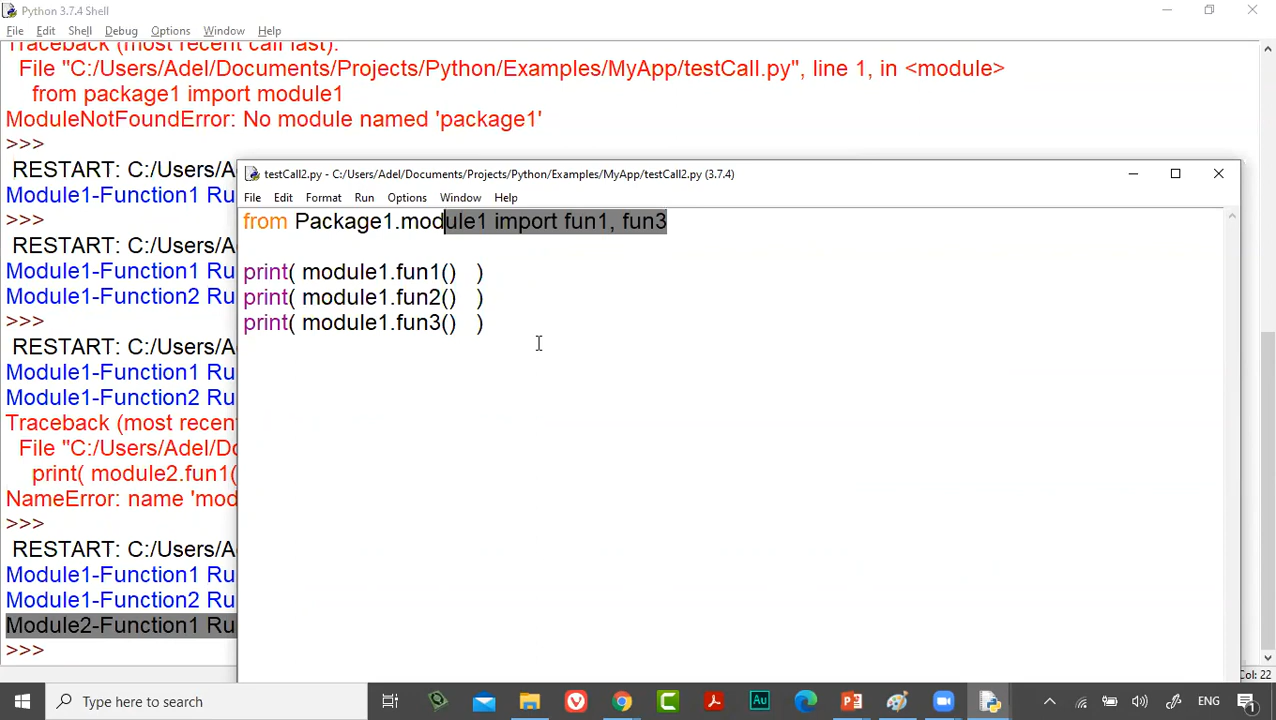 Python 3.7.4 Shell
File Edit Shell Debug Options Window Help
Traceback (most recent call last):
File "C:/Users/Adel/Documents/Projects/Python/Examples/MyApp/testCall.py", line 1, in <module>
from package1 import module1
ModuleNotFoundError: No module named 'package1'
>>>
RESTART: C:/Users/A
Module1-Function1 Ru
>>>
RESTART: C:/Users/A
Module1-Function1 Ru
Module1-Function2 Ru
>>>
RESTART: C:/Users/A
Module1-Function1 Ru
Module1-Function2 Ru
Traceback (most recent
File "C:/Users/Adel/D
print( module2.fun1(
NameError: name 'mod
>>>
RESTART: C:/Users/A
Module1-Function1 Ru
Module1-Function2 Ru
Module2-Function1 Ru
>>>
testCall2.py - C:/Users/Adel/Documents/Projects/Python/Examples/MyApp/testCall2.py (3.7.4)
File Edit Format Run Options Window Help
from Package1.module1 import fun1, fun3
print( module1.fun1() )
print( module1.fun2() )
print( module1.fun3() )
Col: 22
Type here to search
Au
ENG
1